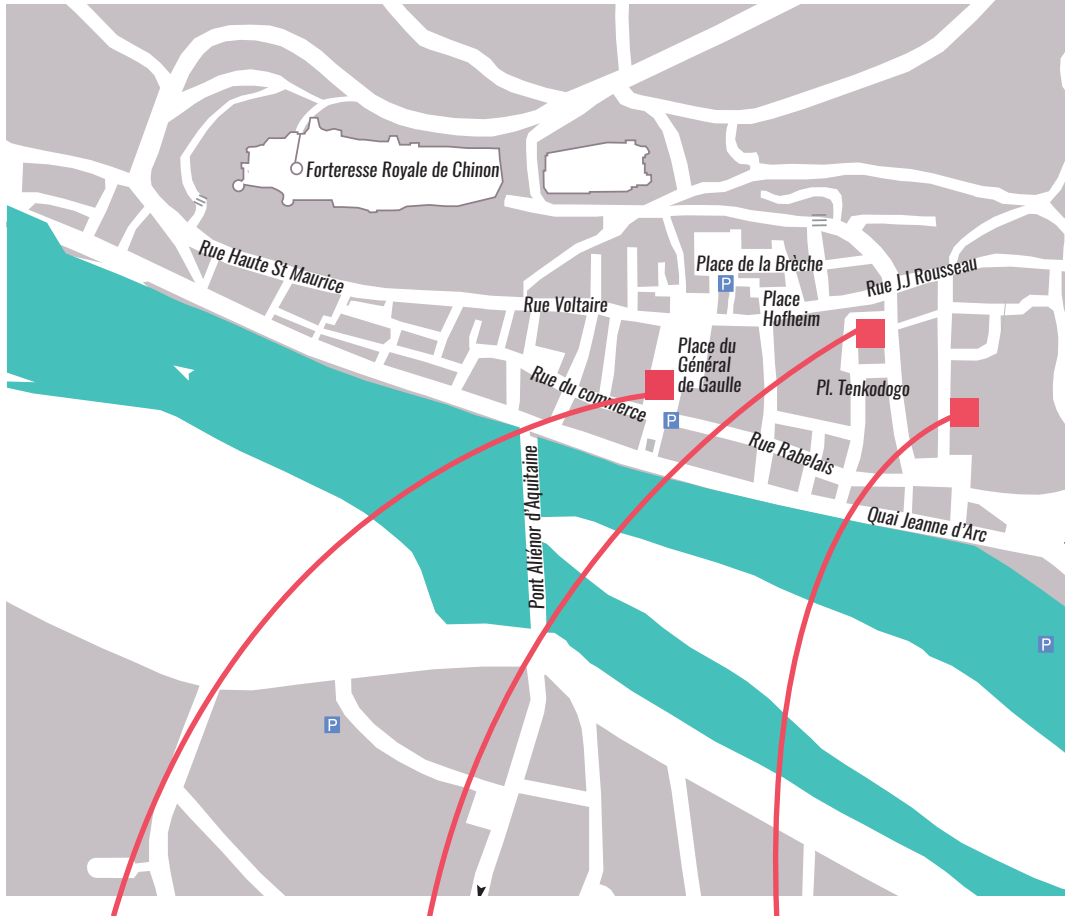 Forteresse Royale de Chinon
Rue Haute St Maurice
Place de la Brèche
P
Rue J.J Rousseau
Rue Voltaire
Place
Hofheim
Place du
Général
de Gaulle
Rue du commerce
Pl. Tenkodogo
P
Rue Rabelais
Pont Aliénor d'Aquitaine
Quai Jeanne d'Arc
P
P